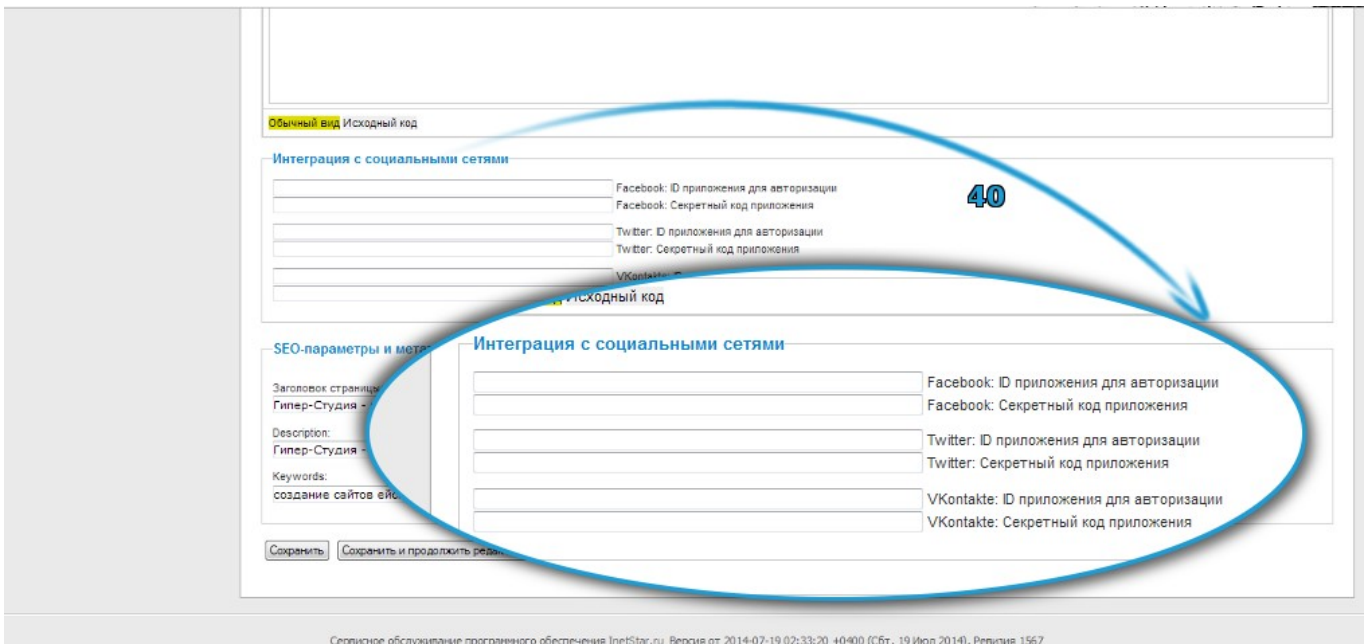 Обычный вид Исходный код
Интеграция с социальными сетями
Facebook: ID приложения для авторизации
Facebook: Секретный код приложения
40
Twitter: ID приложения для авторизации
Twitter: Секретный код приложения
VKontakte:
Исходный код
SEO-параметры и
Интеграция с социальными сетями
Facebook: ID приложения для авторизации
Facebook: Секретный код приложения
Twitter: ID приложения для авторизации
Twitter: Секретный код приложения
VKontakte: ID приложения для авторизации
VKontakte: Секретный код приложения
Заголовок страницы
Гипер-Студия -
Description:
Гипер-Студия -
Keywords:
создание сайтов
Сохранить
Сохранить и продолжить
Сервисное обслуживание программного обеспечения InetStar.ru. Версия от 2014-07-19 02:33:20 +0400 (Сбт, 19 Июл 2014). Ревизия 1567